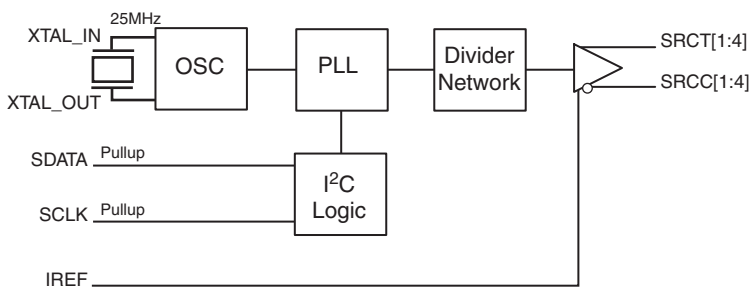 25MHz
XTAL_IN
XTAL_OUT
OSC
PLL
Divider
Network
SRCT[1:4]
SRCC[1:4]
SDATA
Pullup
SCLK
Pullup
I²C
Logic
IREF